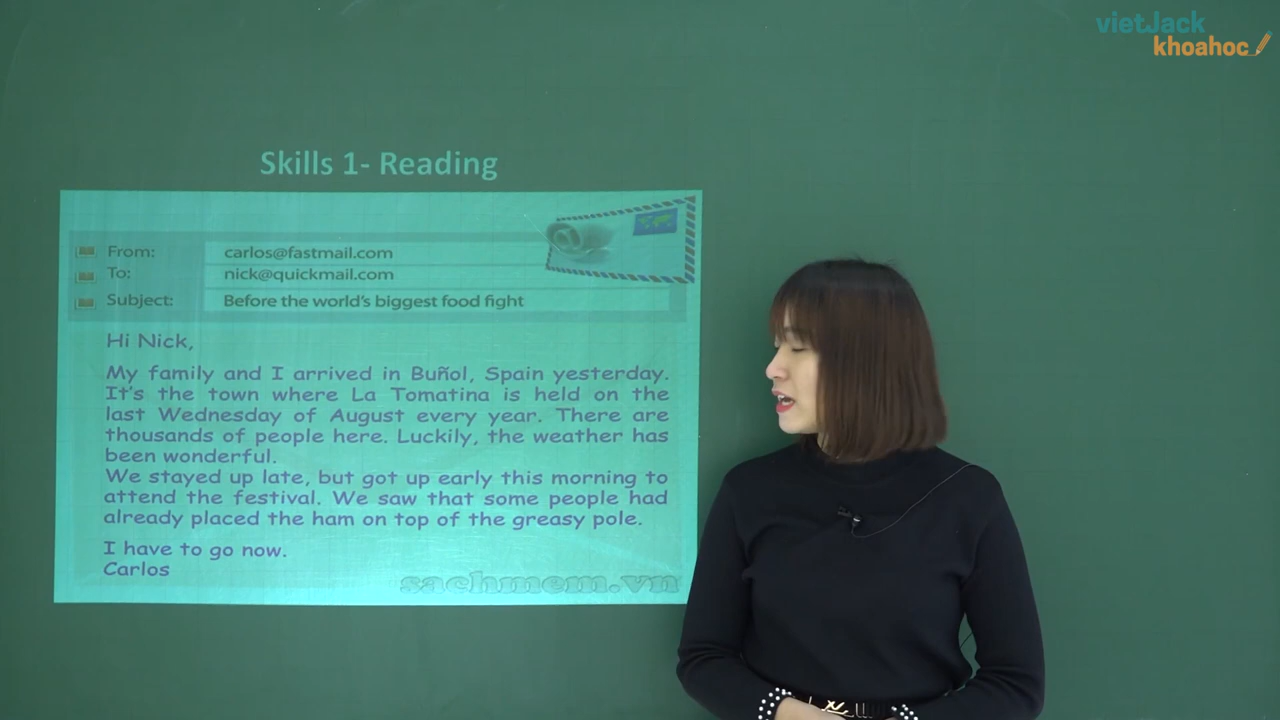 vietJack
khoahoc
Skills 1- Reading
From: carlos@fastmail.com
To: nick@quickmail.com
Subject: Before the world's biggest food fight
Hi Nick,
My family and I arrived in Buñol, Spain yesterday.
It's the town where La Tomatina is held on the
last Wednesday of August every year. There are
thousands of people here. Luckily, the weather has
been wonderful.
We stayed up late, but got up early this morning to
attend the festival. We saw that some people had
already placed the ham on top of the greasy pole.
I have to go now.
Carlos
sachmem.vn